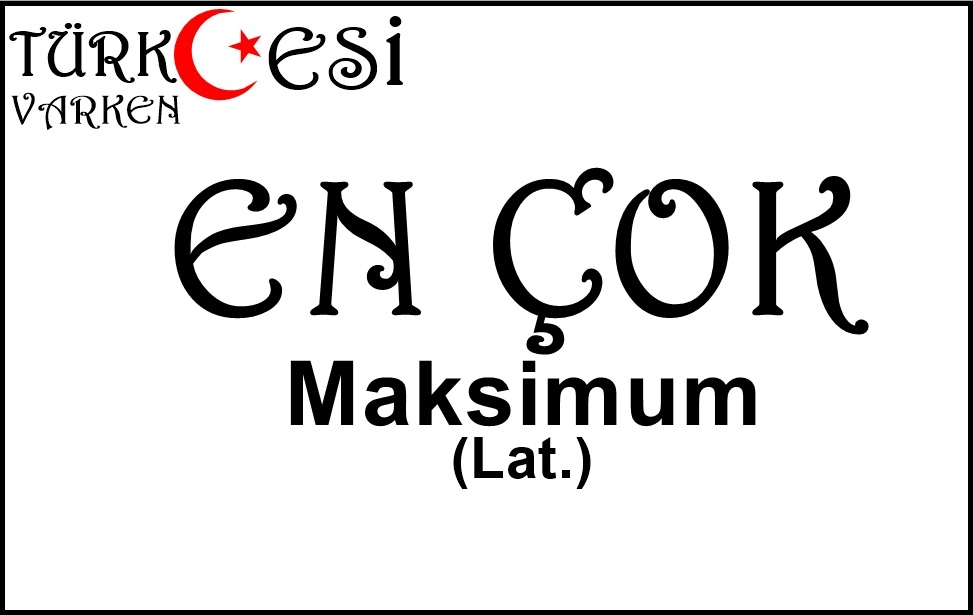 TÜRKÇESİ
VARKEN
EN ÇOK
Maksimum
(Lat.)